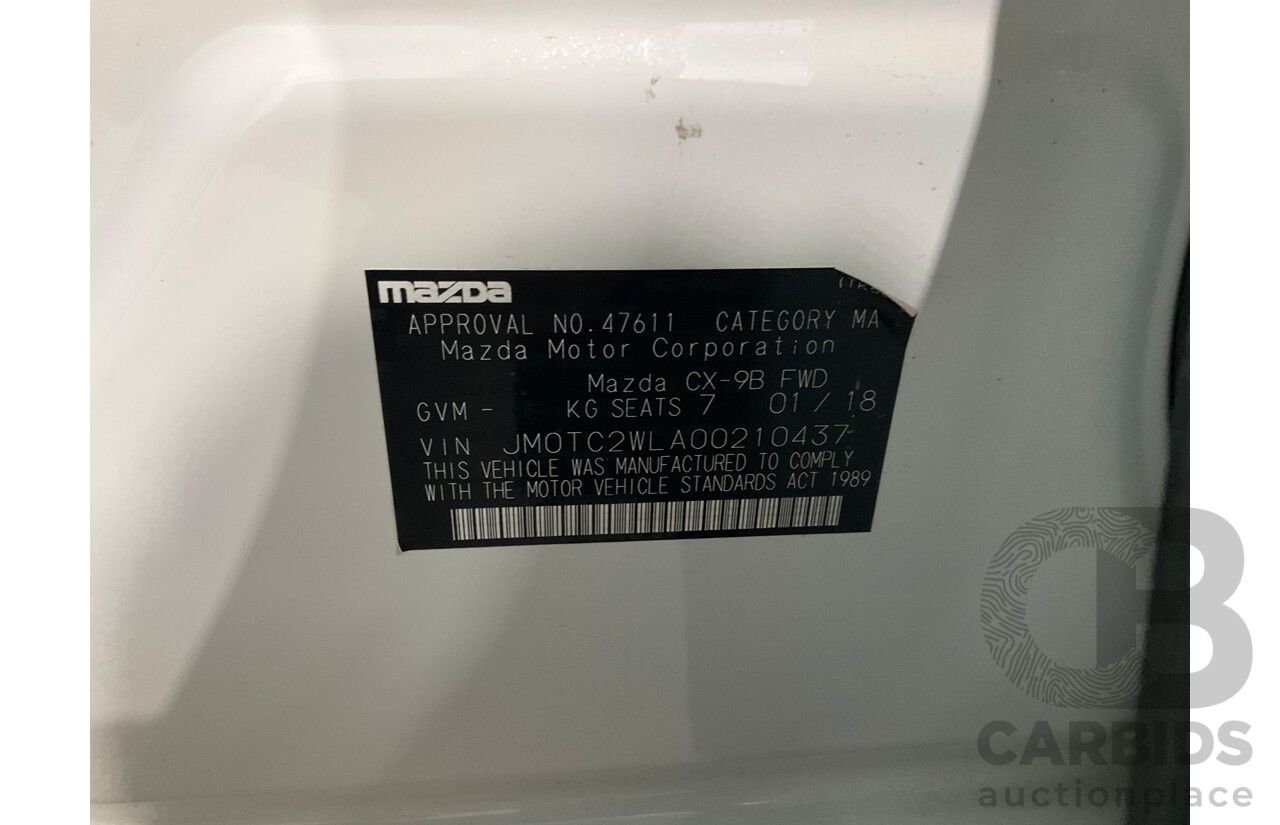 mazda
APPROVAL NO.47611 CATEGORY MA
Mazda Motor Corporation
Mazda CX-9B FWD
GVM - KG SEATS 7 01/18
VIN JM0TC2WLA00210437
THIS VEHICLE WAS MANUFACTURED TO COMPLY
WITH THE MOTOR VEHICLE STANDARDS ACT 1989
CB
CARBIDS
auctionplace